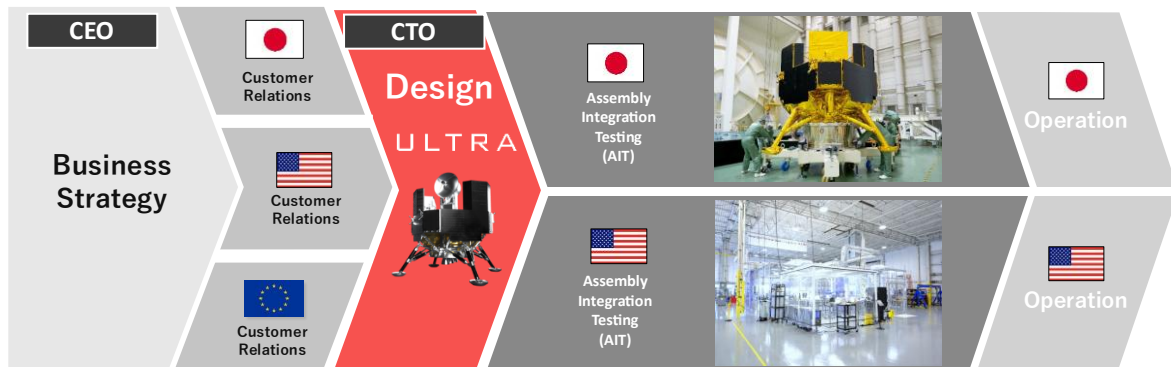 CEO
Business
Strategy
Customer
Relations
Customer
Relations
Customer
Relations
CTO
Design
ULTRA
Assembly
Integration
Testing
(AIT)
Assembly
Integration
Testing
(AIT)
Operation
Operation